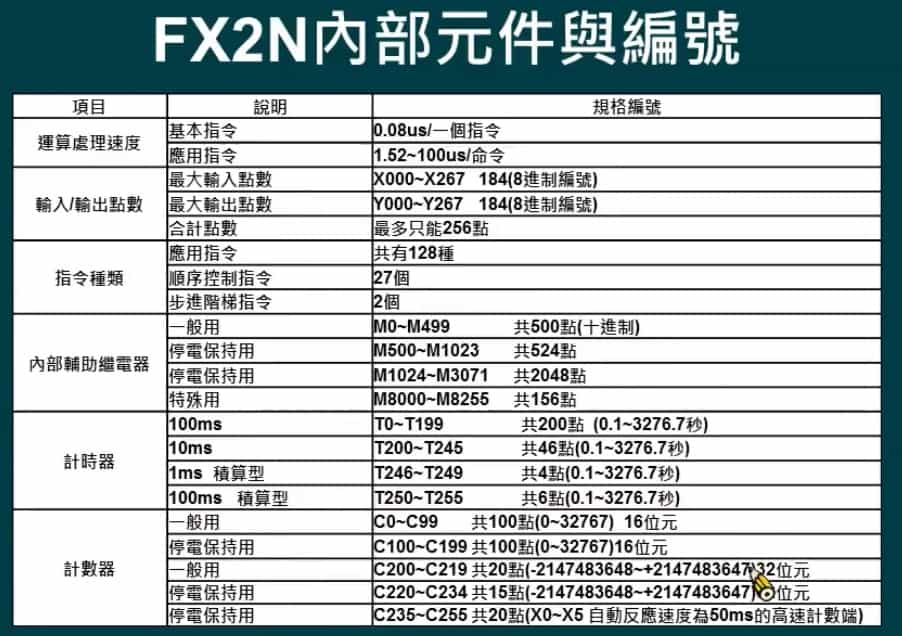 FX2N內部元件與編號
項目 說明 規格編號
運算處理速度
基本指令 0.08us/一個指令
應用指令 1.52~100us/命令
輸入/輸出點數
最大輸入點數 X000~X267 184(8進制編號)
最大輸出點數 Y000~Y267 184(8進制編號)
合計點數 最多只能256點
指令種類
應用指令 共有128種
順序控制指令 27個
步進階梯指令 2個
內部輔助繼電器
一般用 M0~M499 共500點(十進制)
停電保持用 M500~M1023 共524點
停電保持用 M1024~M3071 共2048點
特殊用 M8000~M8255 共156點
計時器
100ms T0~T199 共200點 (0.1~3276.7秒)
10ms T200~T245 共46點(0.1~3276.7秒)
1ms 積算型 T246~T249 共4點(0.1~3276.7秒)
100ms 積算型 T250~T255 共6點(0.1~3276.7秒)
計數器
一般用 C0~C99 共100點(0~32767) 16位元
停電保持用 C100~C199 共100點(0~32767)16位元
一般用 C200~C219 共20點(-2147483648~+2147483647)32位元
停電保持用 C220~C234 共15點(-2147483648~+2147483647) 位元
停電保持用 C235~C255 共20點(X0~X5 自動反應速度為50ms的高速計數端)